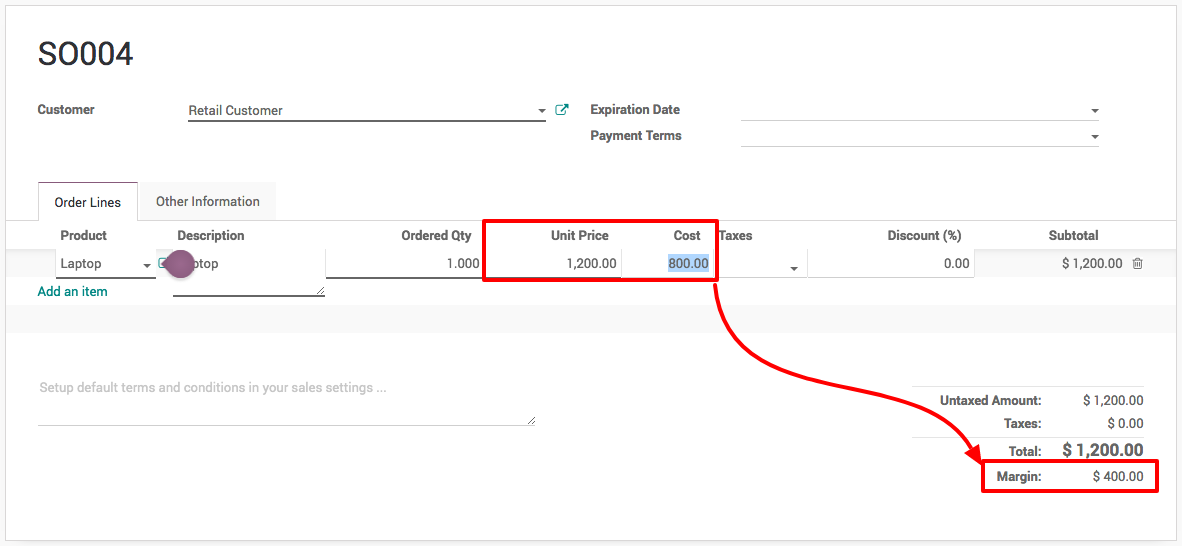 SO004
Customer Retail Customer Expiration Date
Payment Terms
Order Lines Other Information
Product Description Ordered Qty Unit Price Cost Taxes Discount (%) Subtotal
Laptop ptop 1.000 1,200.00 800.00 0.00 $ 1,200.00
Add an item
Setup default terms and conditions in your sales settings ...
Untaxed Amount: $ 1,200.00
Taxes: $ 0.00
Total: $ 1,200.00
Margin: $ 400.00